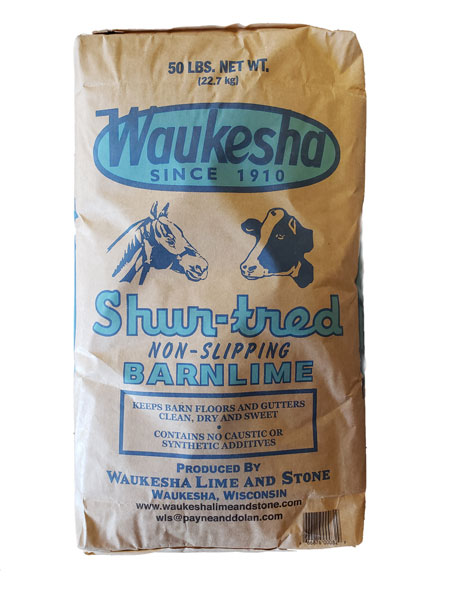 50 LBS. NET WT.
(22.7 kg)
Waukesha
SINCE 1910
Shur-tred
NON-SLIPPING
BARNLIME
KEEPS BARN FLOORS AND GUTTERS
CLEAN, DRY AND SWEET
*
CONTAINS NO CAUSTIC OR
SYNTHETIC ADDITIVES
PRODUCED BY
WAUKESHA LIME AND STONE
WAUKESHA, WISCONSIN
www.waukeshalimeandstone.com
wls@payneanddolan.com